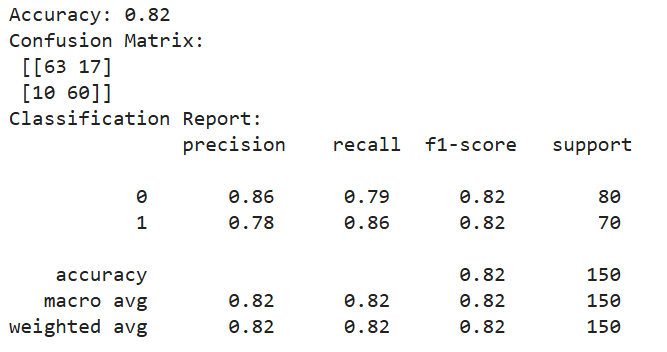 Accuracy: 0.82
Confusion Matrix:
[[63 17]
[10 60]]
Classification Report:
precision recall f1-score support
0 0.86 0.79 0.82 80
1 0.78 0.86 0.82 70
accuracy 0.82 150
macro avg 0.82 0.82 0.82 150
weighted avg 0.82 0.82 0.82 150